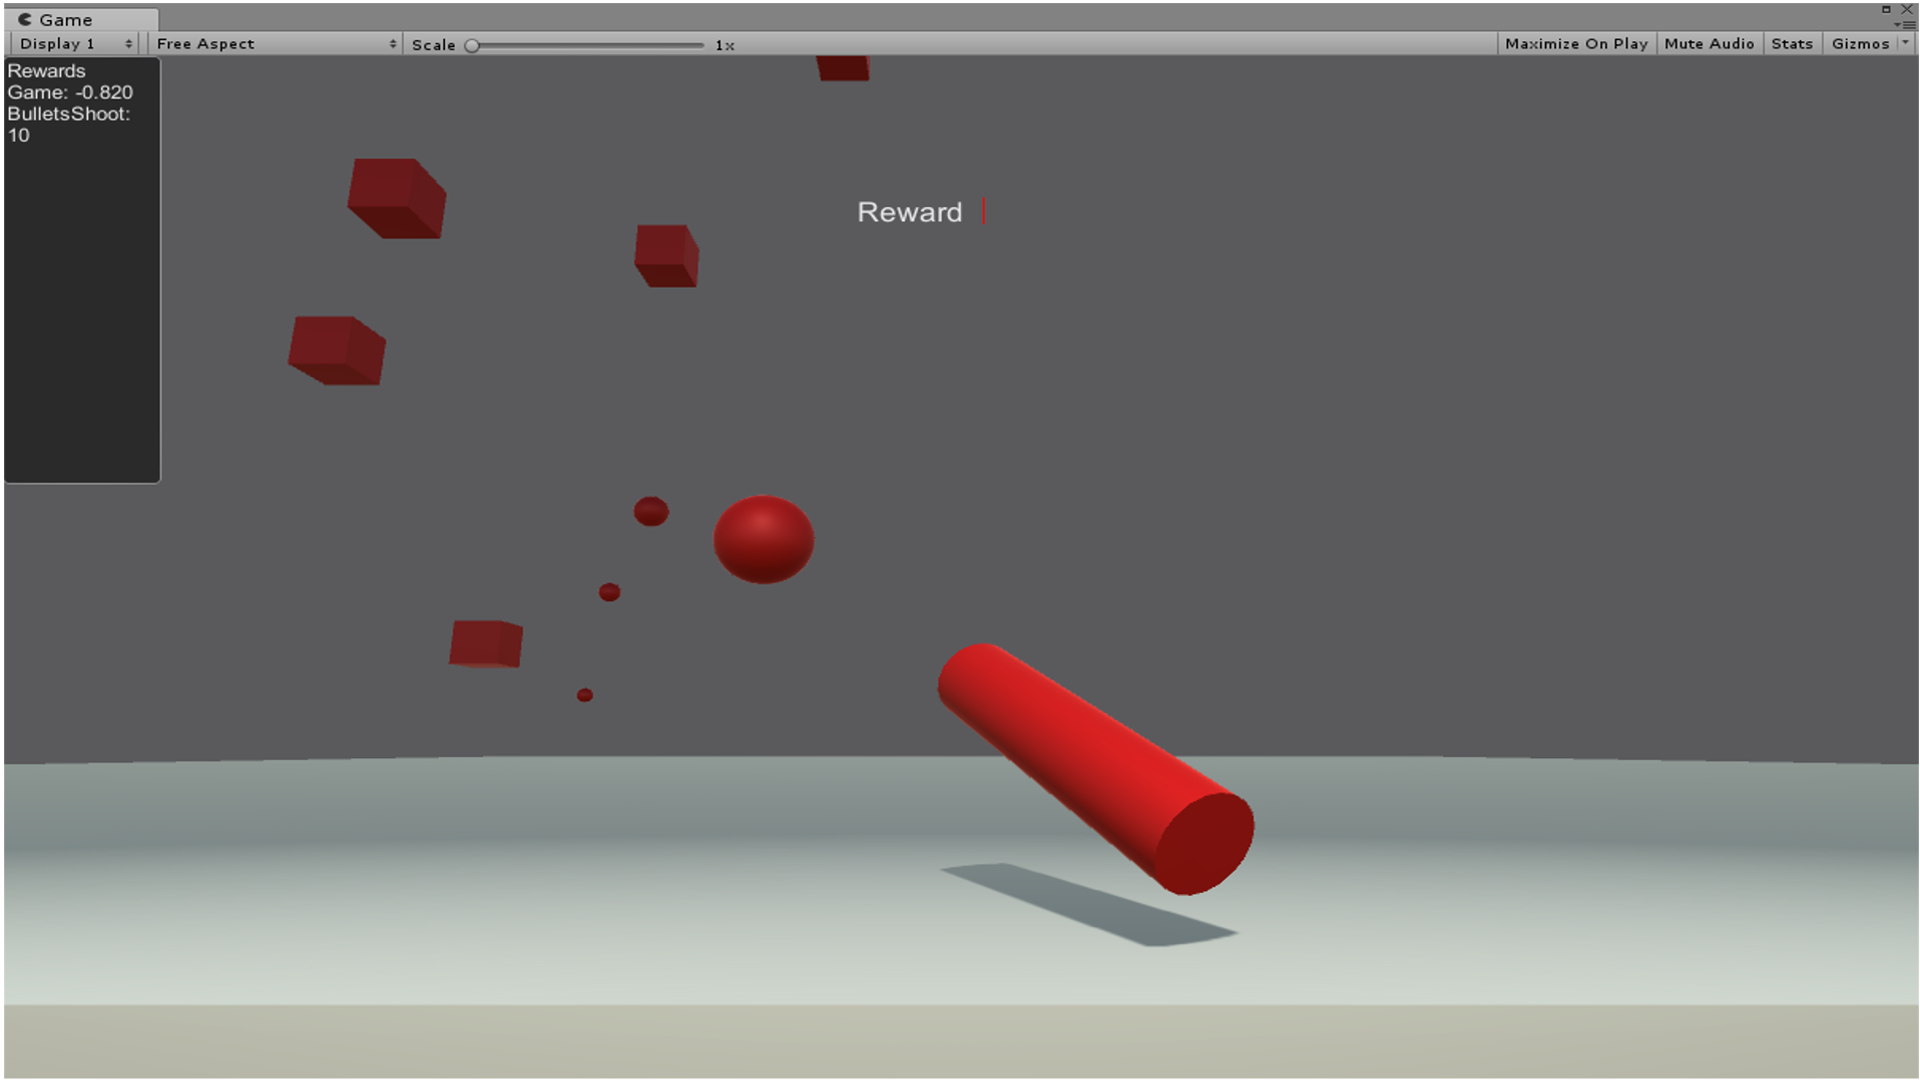 Game
Display 1 Free Aspect Scale 1x Maximize On Play Mute Audio Stats Gizmos
Rewards
Game: -0.820
BulletsShoot:
10
Reward